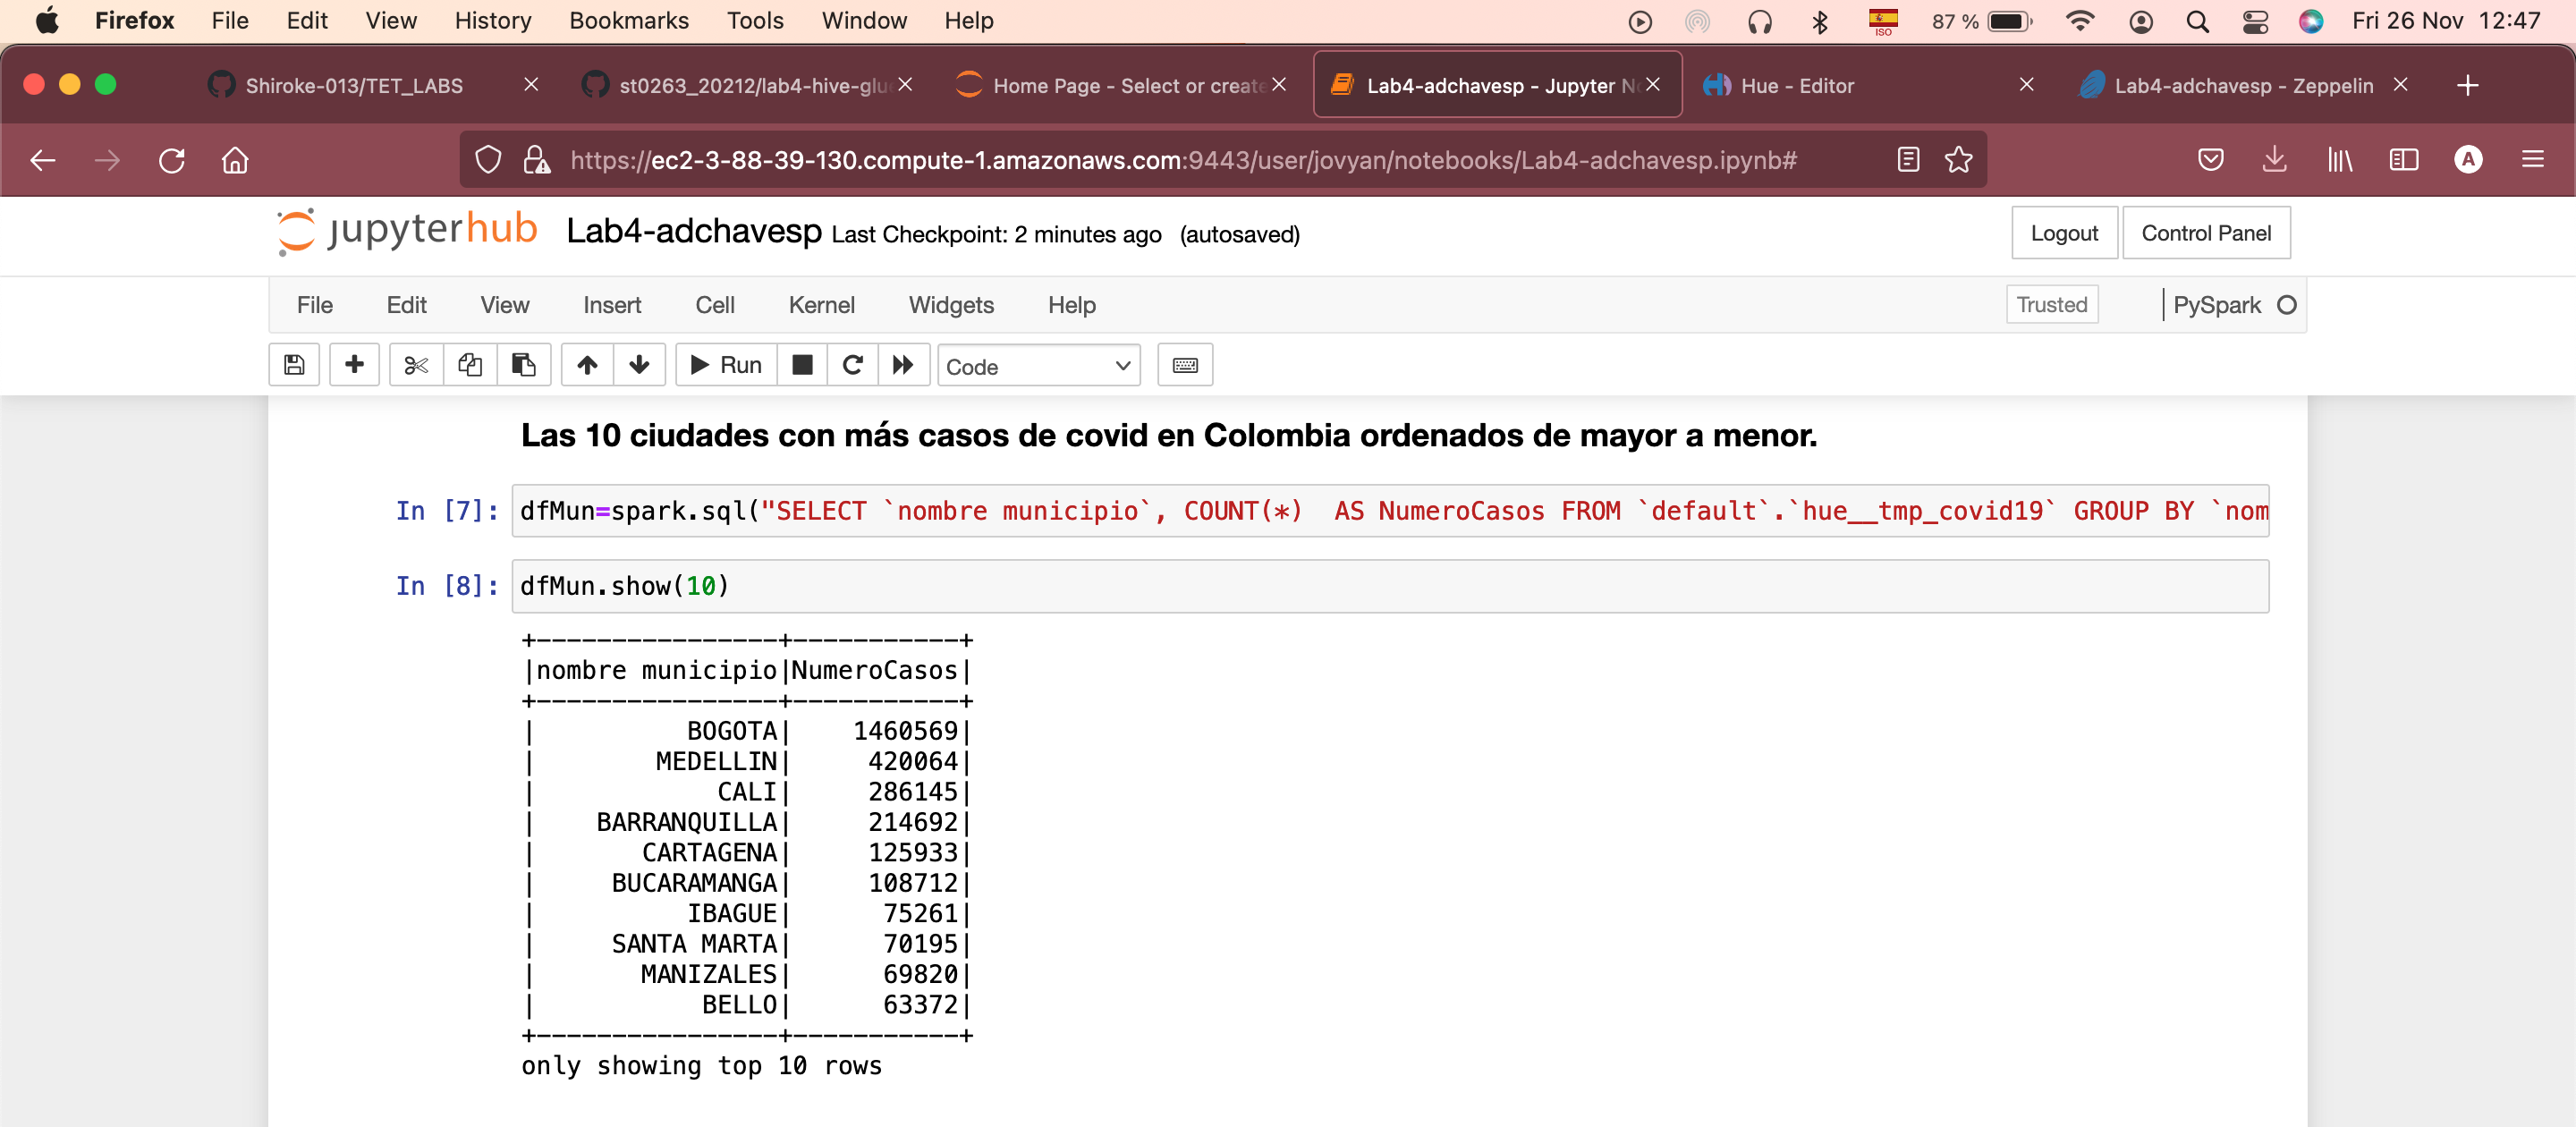 Firefox File Edit View History Bookmarks Tools Window Help ISO 87 % Fri 26 Nov 12:47
Shiroke-013/TET_LABS st0263_20212/lab4-hive-glu Home Page - Select or create Lab4-adchavesp - Jupyter No Hue - Editor Lab4-adchavesp - Zeppelin
https://ec2-3-88-39-130.compute-1.amazonaws.com:9443/user/jovyan/notebooks/Lab4-adchavesp.ipynb# A
jupyterhub Lab4-adchavesp Last Checkpoint: 2 minutes ago (autosaved) Logout Control Panel
File Edit View Insert Cell Kernel Widgets Help Trusted PySpark
Run Code
Las 10 ciudades con más casos de covid en Colombia ordenados de mayor a menor.
In [7]: dfMun=spark.sql("SELECT `nombre municipio`, COUNT(*)  AS NumeroCasos FROM `default`.`hue__tmp_covid19` GROUP BY `nom
In [8]: dfMun.show(10)
+----------------+-----------+
|nombre municipio|NumeroCasos|
+----------------+-----------+
|          BOGOTA|    1460569|
|        MEDELLIN|     420064|
|            CALI|     286145|
|    BARRANQUILLA|     214692|
|       CARTAGENA|     125933|
|     BUCARAMANGA|     108712|
|          IBAGUE|      75261|
|     SANTA MARTA|      70195|
|       MANIZALES|      69820|
|           BELLO|      63372|
+----------------+-----------+
only showing top 10 rows